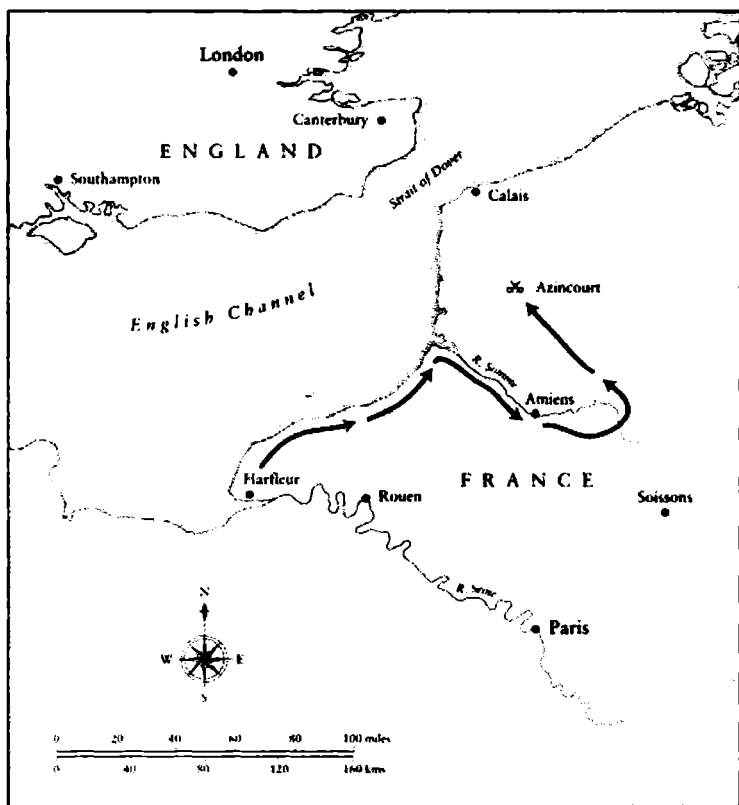 London
Canterbury
ENGLAND
Southampton
Strait of Dover
Calais
English Channel
Azincourt
R. Somme
Amiens
Harfleur
Rouen
FRANCE
Soissons
R. Seine
Paris
N
W E
S
0 20 40 60 80 100 miles
0 40 80 120 160 kms